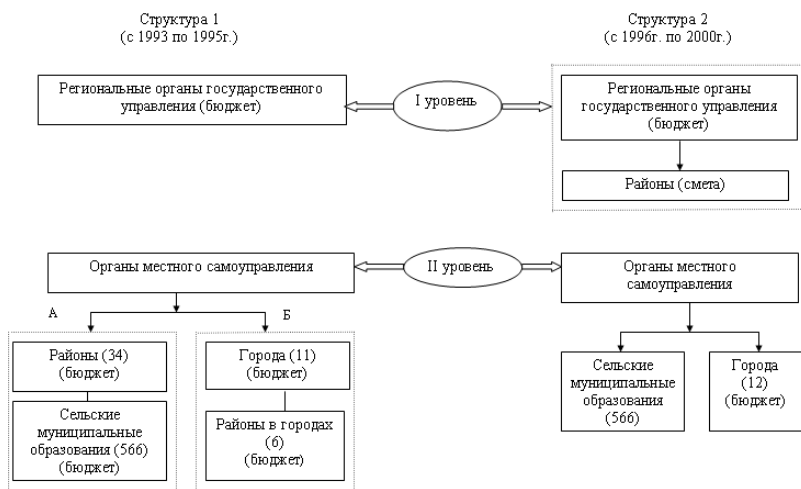 Структура 1
(с 1993 по 1995г.)
Структура 2
(с 1996г. по 2000г.)
Региональные органы государственного
управления (бюджет)
I уровень
Региональные органы
государственного управления
(бюджет)
Районы (смета)
Органы местного самоуправления
II уровень
Органы местного
самоуправления
А
Б
Районы (34)
(бюджет)
Города (11)
(бюджет)
Сельские
муниципальные
образования (566)
(бюджет)
Районы в городах
(6)
(бюджет)
Сельские
муниципальные
образования
(566)
Города
(12)
(бюджет)